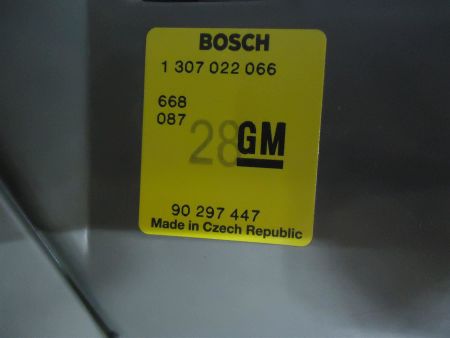 BOSCH
1 307 022 066
668
087
28 GM
90 297 447
Made in Czech Republic